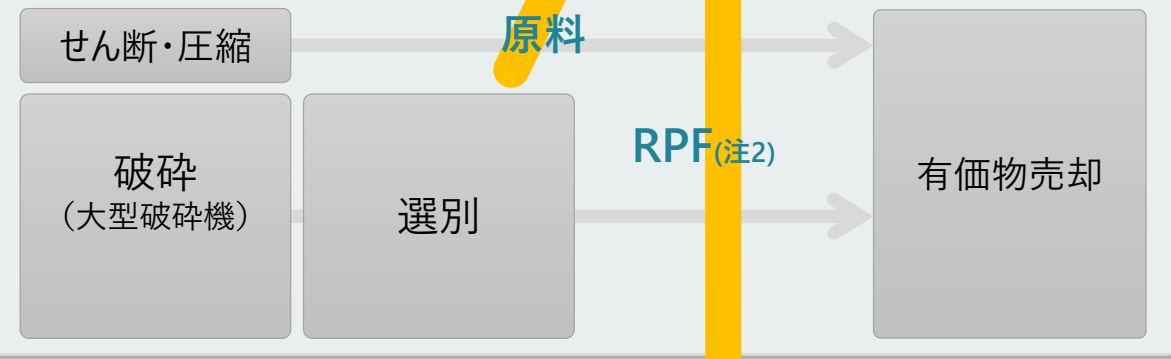 せん断・圧縮
原料
破砕
（大型破砕機）
選別
RPF(注2)
有価物売却